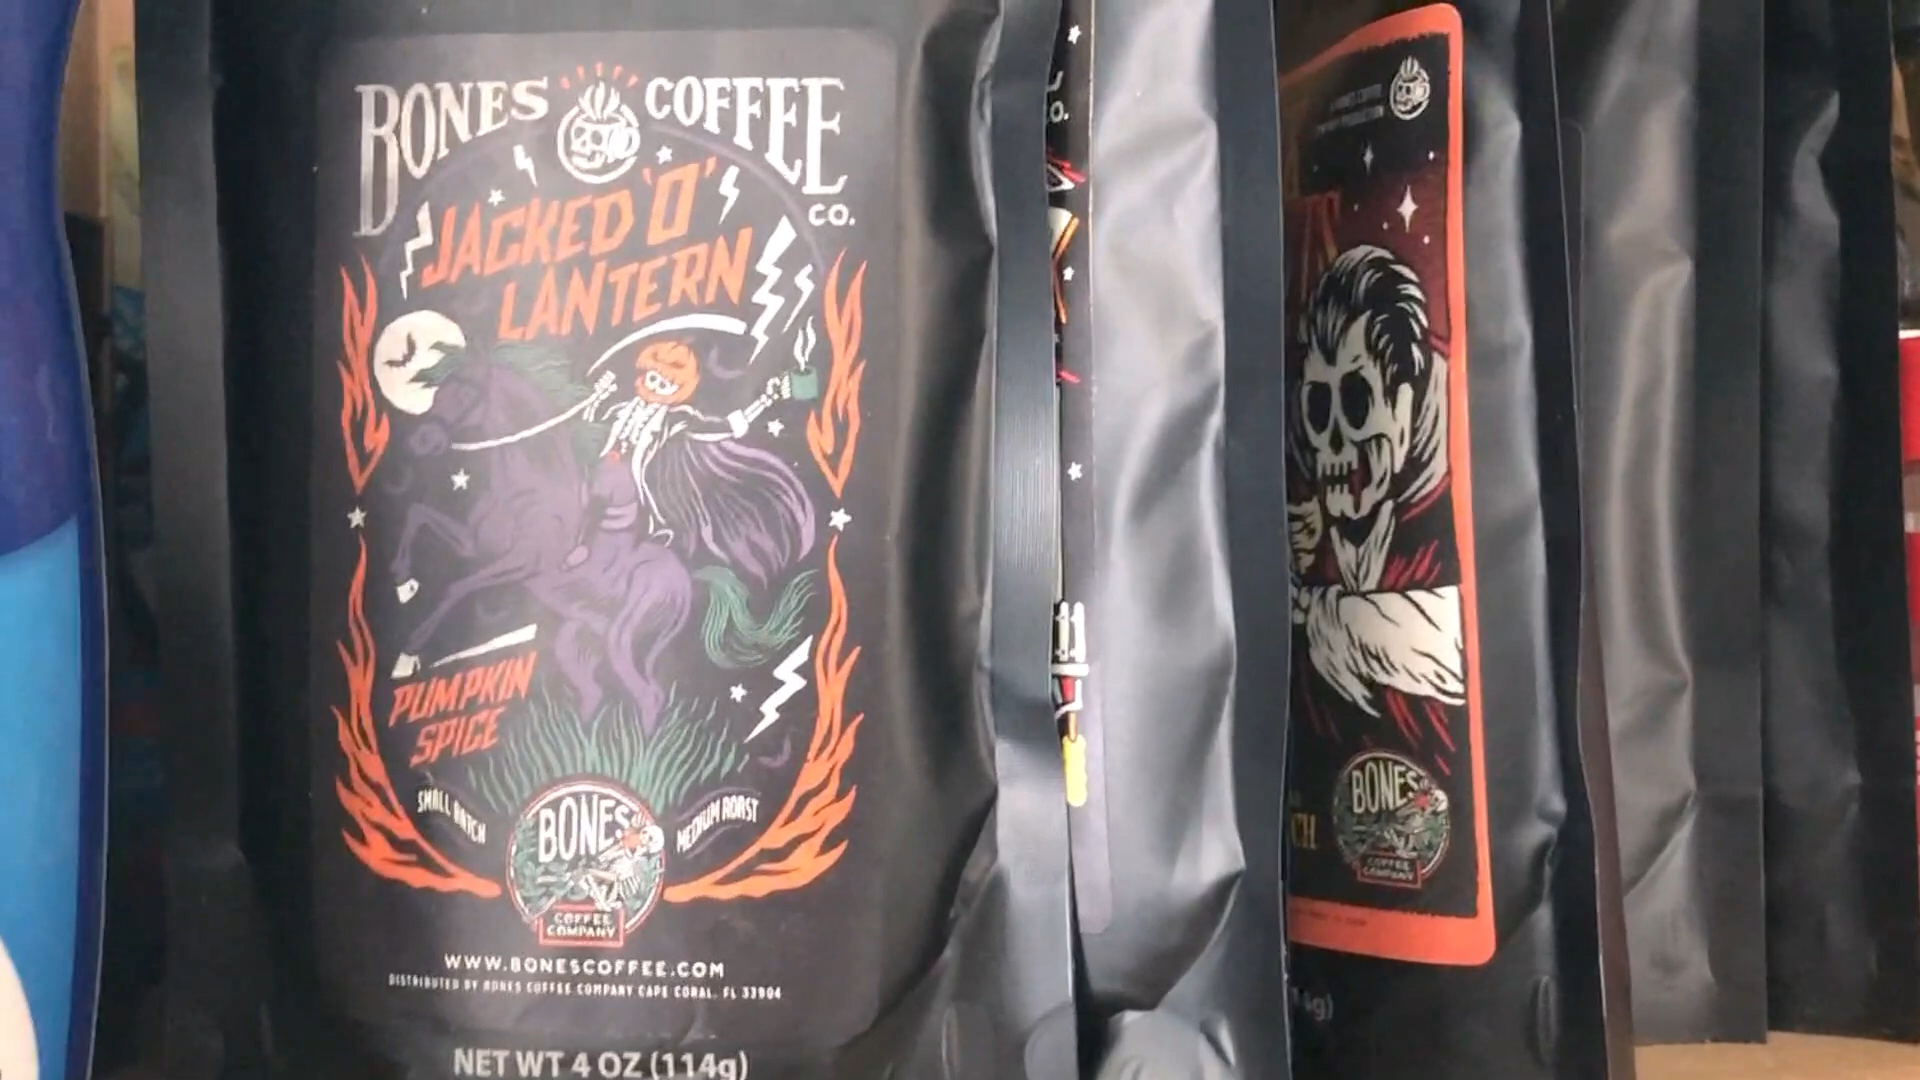 BONES COFFEE
CO.
JACKED 'O'
LANTERN
PUMPKIN
SPICE
SMALL BATCH
MEDIUM ROAST
BONES
COFFEE
COMPANY
WWW.BONESCOFFEE.COM
DISTRIBUTED BY BONES COFFEE COMPANY CAPE CORAL, FL 33904
NET WT 4 OZ (114g)
CO.
BONES
COFFEE
COMPANY